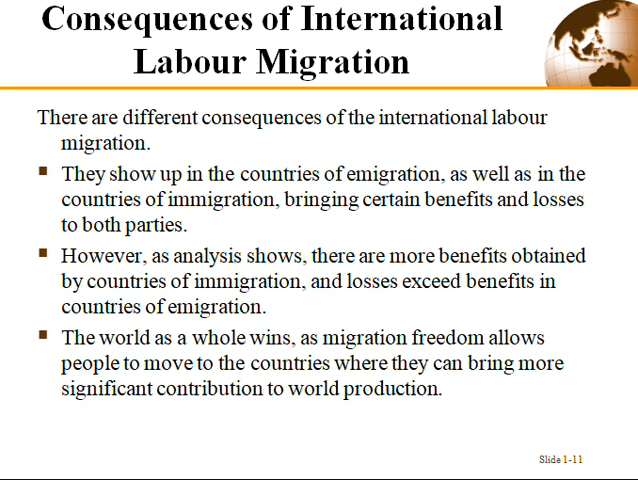 Consequences of International
Labour Migration
There are different consequences of the international labour
migration.
▪ They show up in the countries of emigration, as well as in the
countries of immigration, bringing certain benefits and losses
to both parties.
▪ However, as analysis shows, there are more benefits obtained
by countries of immigration, and losses exceed benefits in
countries of emigration.
▪ The world as a whole wins, as migration freedom allows
people to move to the countries where they can bring more
significant contribution to world production.
Slide 1-11